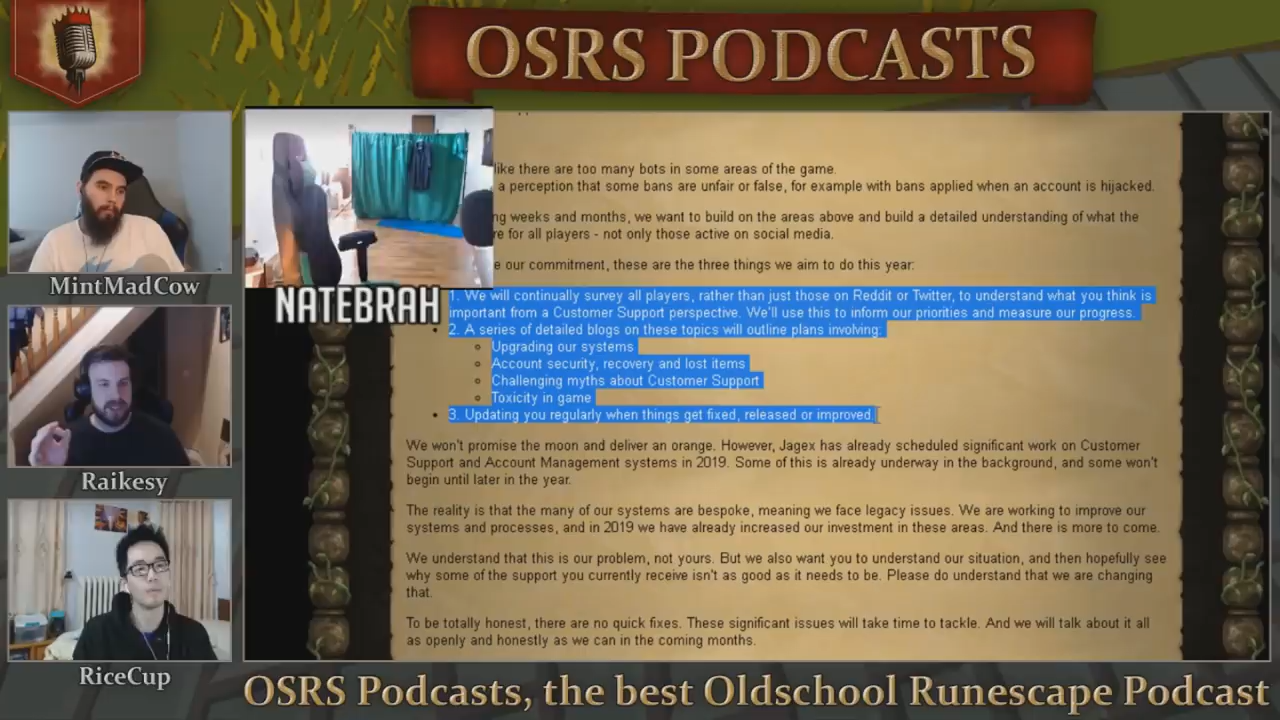 OSRS PODCASTS
MintMadCow
Raikesy
RiceCup
NATEBRAH
like there are too many bots in some areas of the game.
a perception that some bans are unfair or false, for example with bans applied when an account is hijacked.
weeks and months, we want to build on the areas above and build a detailed understanding of what the
for all players - not only those active on social media.
our commitment, these are the three things we aim to do this year:
1. We will continually survey all players, rather than just those on Reddit or Twitter, to understand what you think is
important from a Customer Support perspective. We'll use this to inform our priorities and measure our progress.
2. A series of detailed blogs on these topics will outline plans involving:
Upgrading our systems
Account security, recovery and lost items
Challenging myths about Customer Support
Toxicity in game
3. Updating you regularly when things get fixed, released or improved.
We won't promise the moon and deliver an orange. However, Jagex has already scheduled significant work on Customer
Support and Account Management systems in 2019. Some of this is already underway in the background, and some won't
begin until later in the year.
The reality is that the many of our systems are bespoke, meaning we face legacy issues. We are working to improve our
systems and processes, and in 2019 we have already increased our investment in these areas. And there is more to come.
We understand that this is our problem, not yours. But we also want you to understand our situation, and then hopefully see
why some of the support you currently receive isn't as good as it needs to be. Please do understand that we are changing
that.
To be totally honest, there are no quick fixes. These significant issues will take time to tackle. And we will talk about it all
as openly and honestly as we can in the coming months.
OSRS Podcasts, the best Oldschool Runescape Podcast